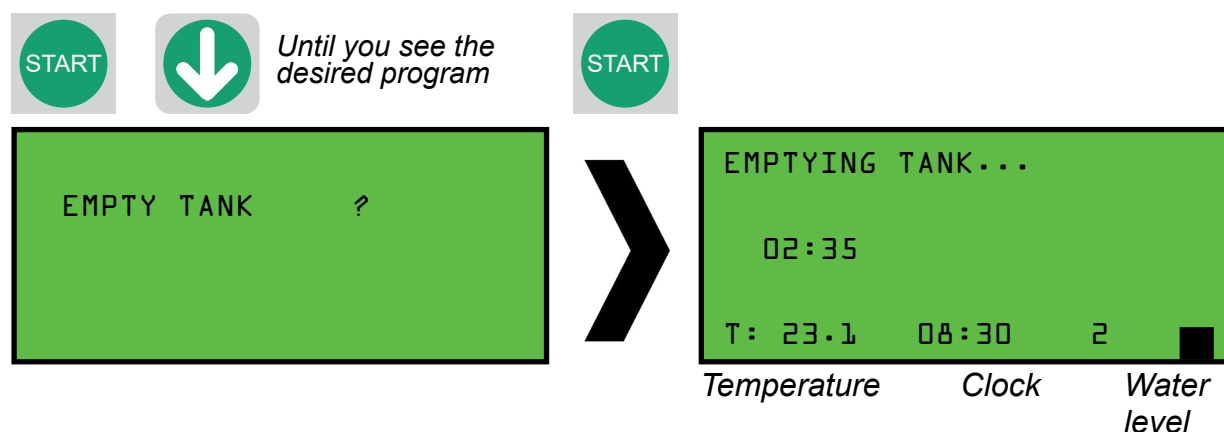 START
Until you see the
desired program
START
EMPTY TANK ?
EMPTYING TANK...
02:35
T: 23.1 08:30 2
Temperature Clock Water
level